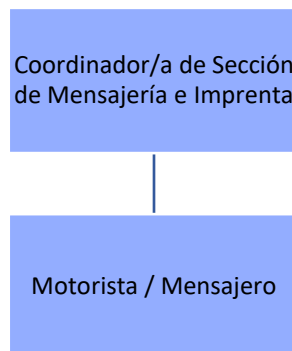 Coordinador/a de Sección
de Mensajería e Imprenta
Motorista / Mensajero